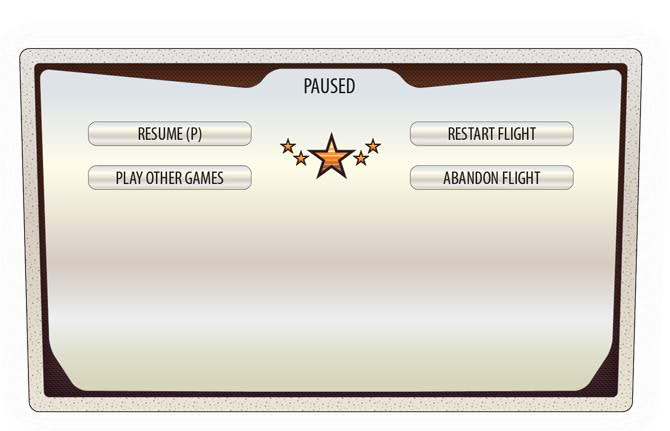 PAUSED
RESUME (P)
RESTART FLIGHT
PLAY OTHER GAMES
ABANDON FLIGHT